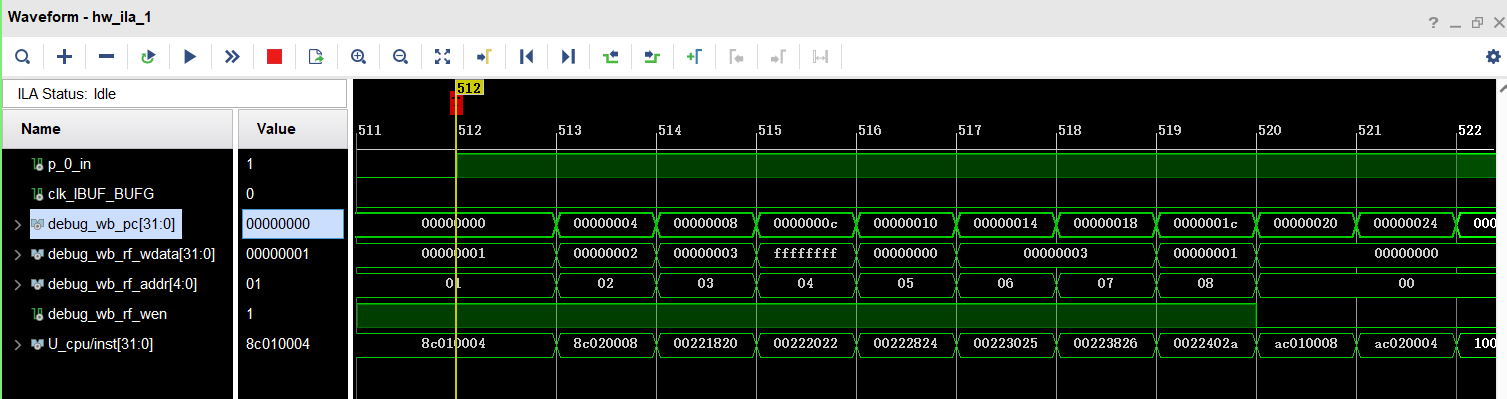 Waveform - hw_ila_1
ILA Status: Idle
512
Name Value
511 512 513 514 515 516 517 518 519 520 521 522
p_0_in 1
clk_IBUF_BUFG 0
debug_wb_pc[31:0] 00000000 00000000 00000004 00000008 0000000c 00000010 00000014 00000018 0000001c 00000020 00000024 000
debug_wb_rf_wdata[31:0] 00000001 00000001 00000002 00000003 ffffffff 00000000 00000003 00000001 00000000
debug_wb_rf_addr[4:0] 01 01 02 03 04 05 06 07 08 00
debug_wb_rf_wen 1
U_cpu/inst[31:0] 8c010004 8c010004 8c020008 00221820 00222022 00222824 00223025 00223826 0022402a ac010008 ac020004 100